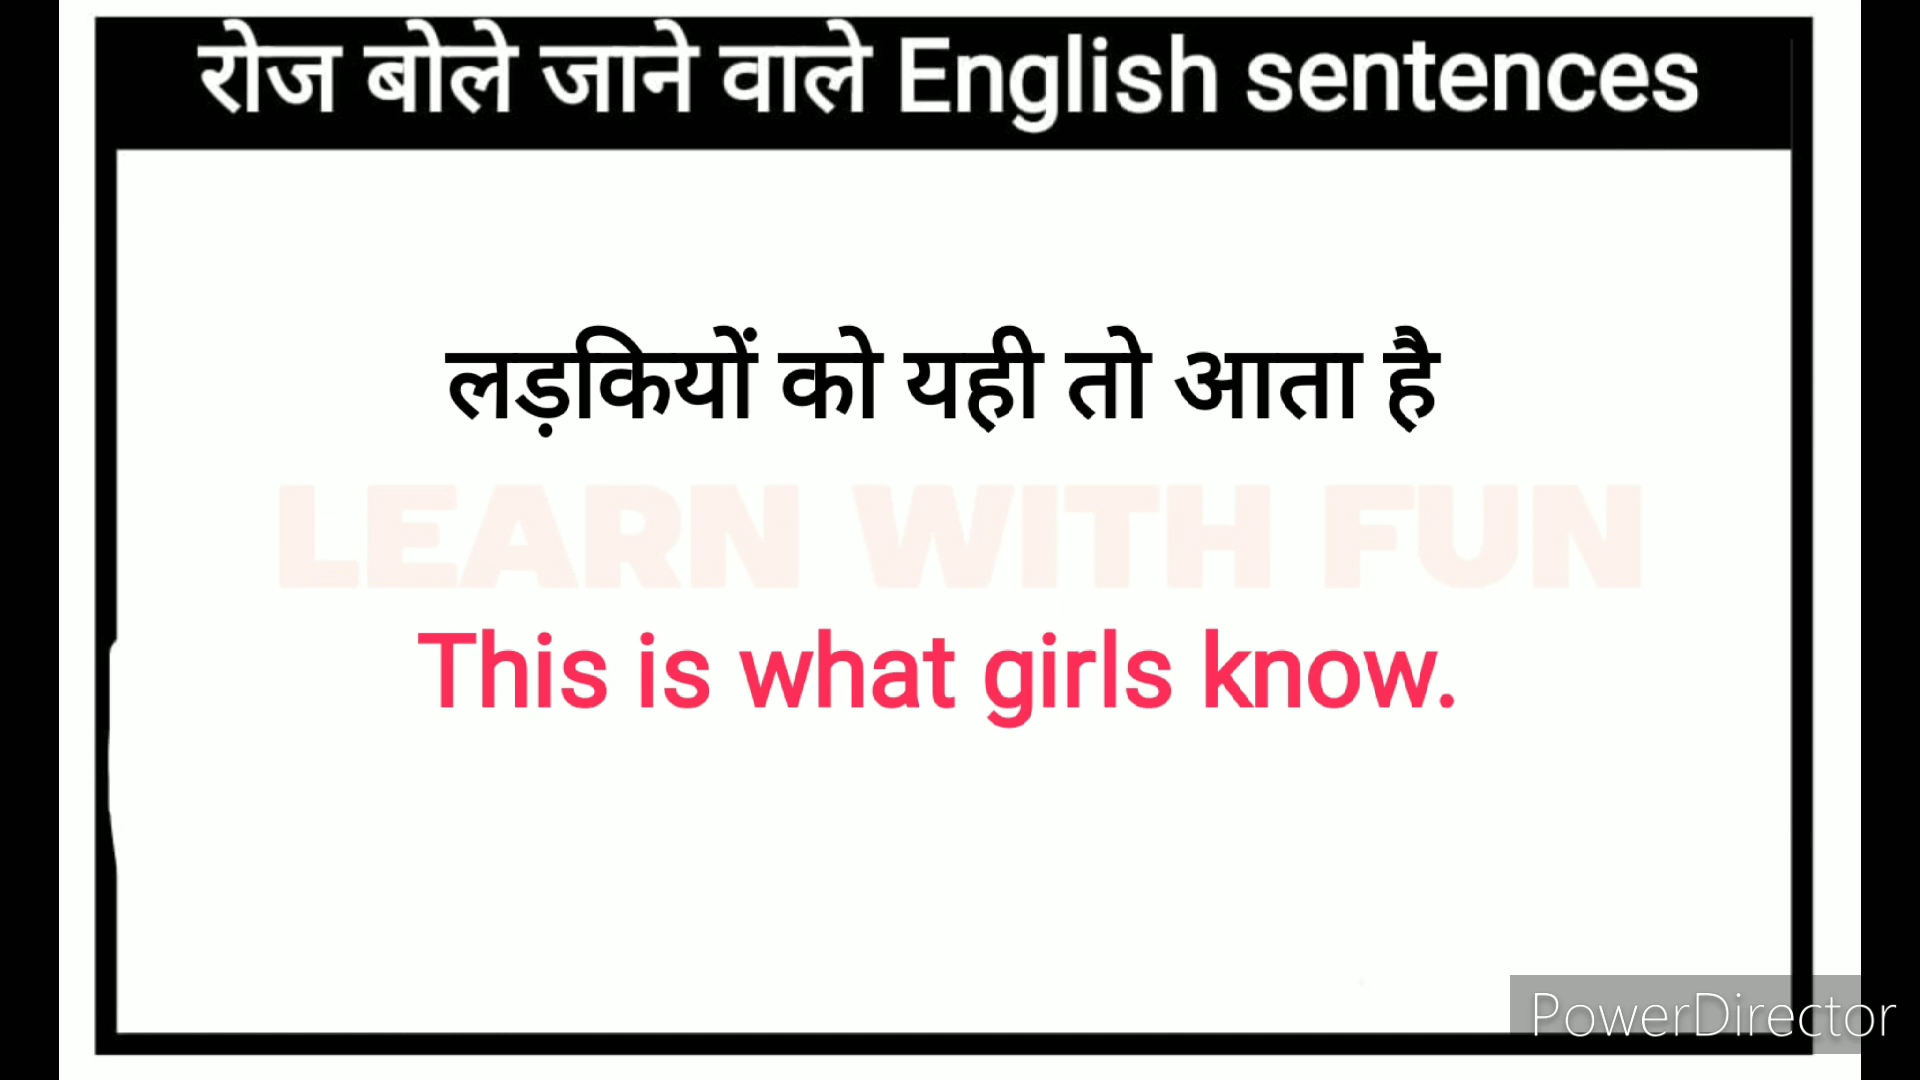 रोज बोले जाने वाले English sentences
लड़कियों को यही तो आता है
LEARN WITH FUN
This is what girls know.
PowerDirector